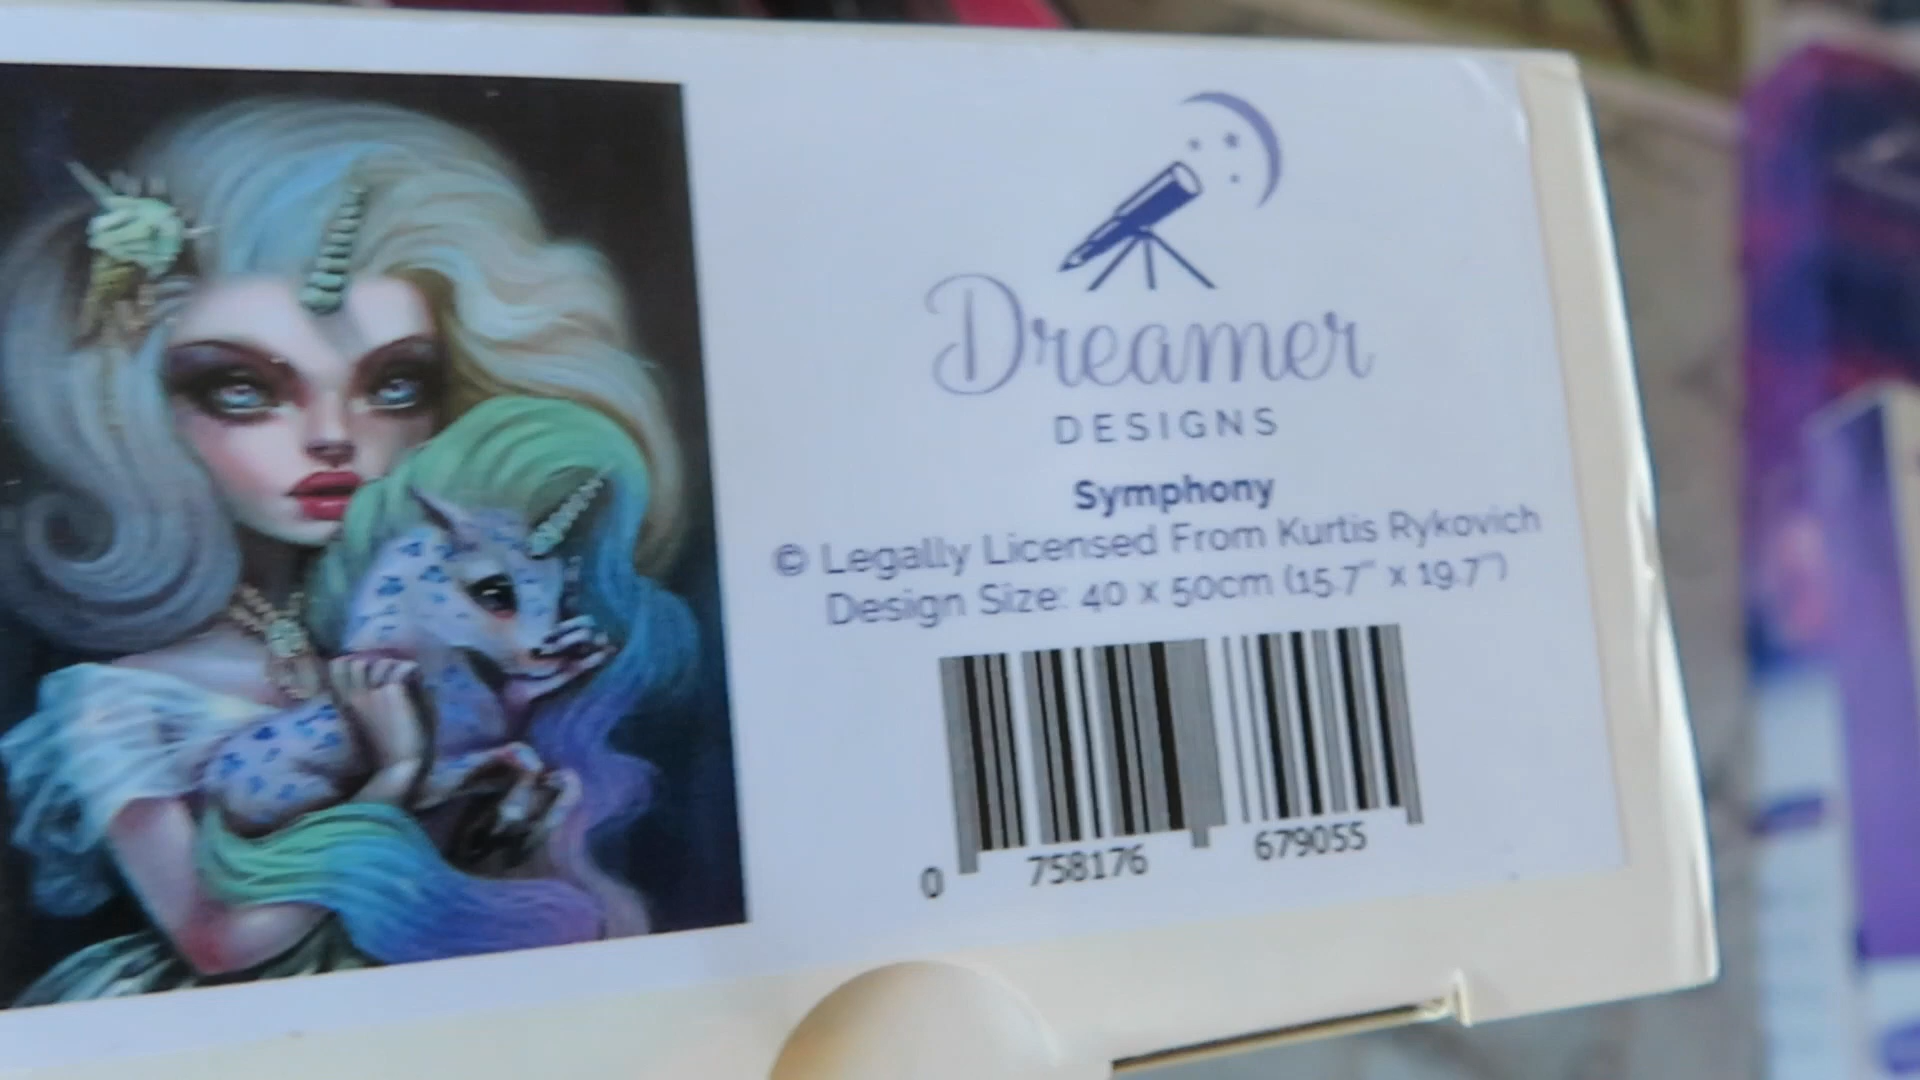 Dreamer
DESIGNS
Symphony
© Legally Licensed From Kurtis Rykovich
Design Size: 40 x 50cm (15.7" x 19.7")
0 758176 679055